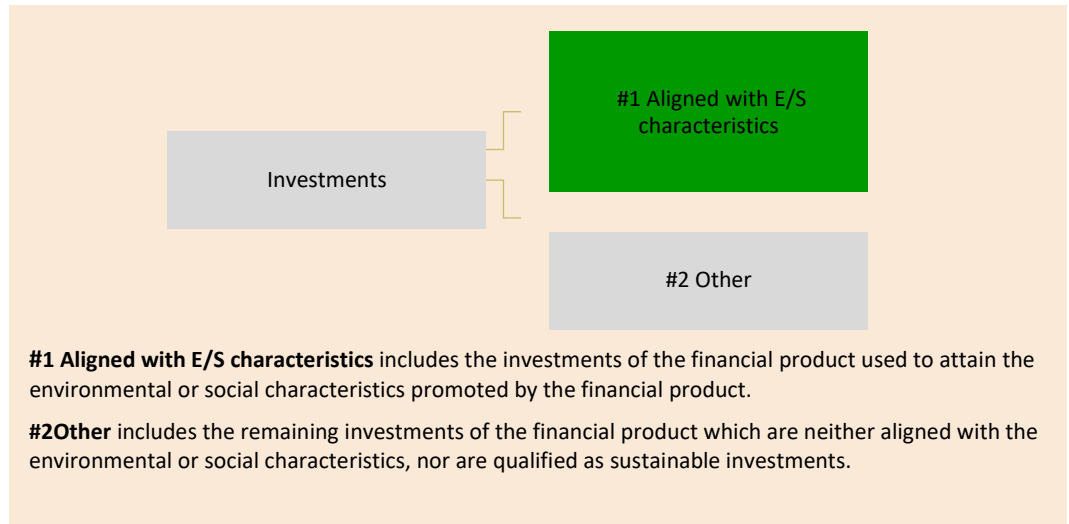 #1 Aligned with E/S
characteristics
Investments
#2 Other
#1 Aligned with E/S characteristics includes the investments of the financial product used to attain the
environmental or social characteristics promoted by the financial product.
#2Other includes the remaining investments of the financial product which are neither aligned with the
environmental or social characteristics, nor are qualified as sustainable investments.